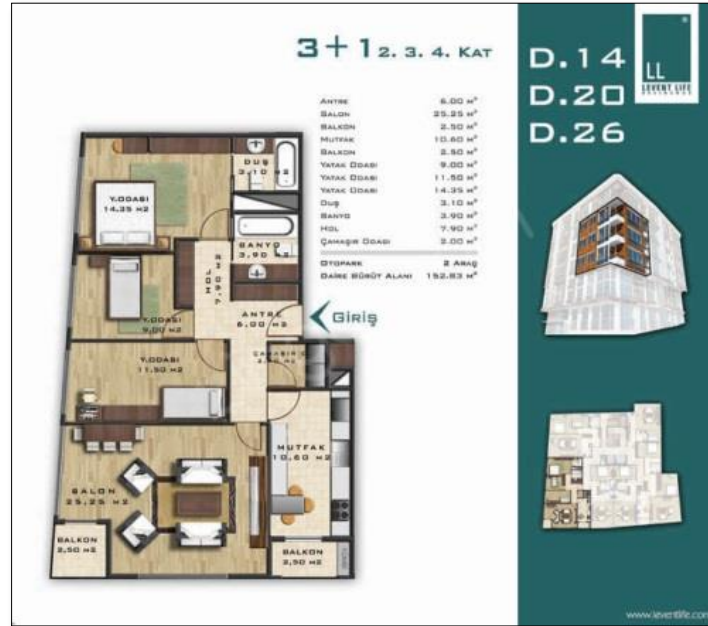 3+1 2. 3. 4. KAT
D.14
D.20
D.26
LL
LEVENT LIFE
RESIDENCE
ANTRE 6.00 M²
SALON 25.25 M²
BALKON 2.50 M²
MUTFAK 10.60 M²
BALKON 2.50 M²
YATAK ODASI 9.00 M²
YATAK ODASI 11.50 M²
YATAK ODASI 14.35 M²
DUŞ 3.10 M²
BANYO 3.90 M²
HOL 7.90 M²
ÇAMAŞIR ODASI 2.00 M²
OTOPARK 2 ARAÇ
DAİRE BÜRÜT ALANI 152.83 M²
DUŞ
3.10 M2
Y.ODASI
14.35 M2
BANYO
3.90 M2
HOL
7.90 M2
Y.ODASI
9.00 M2
ANTRE
6.00 M2
GİRİŞ
Y.ODASI
11.50 M2
MUTFAK
10.60 M2
SALON
25.25 M2
BALKON
2.50 M2
BALKON
2.50 M2
www.leventlife.com